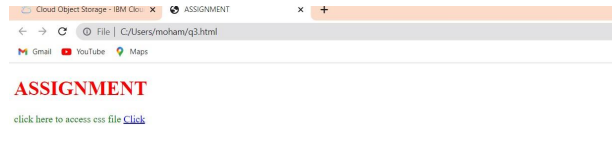 Cloud Object Storage - IBM Clou ASSIGNMENT
File | C:/Users/moham/q3.html
Gmail YouTube Maps
ASSIGNMENT
click here to access css file Click